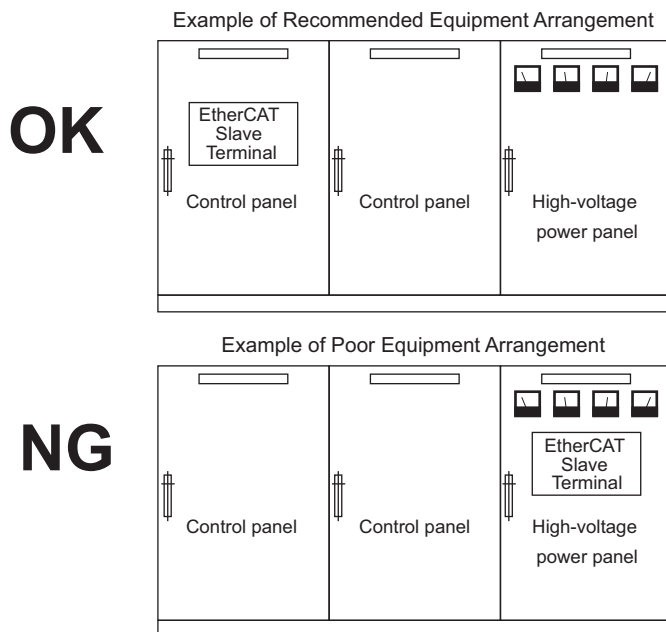 Example of Recommended Equipment Arrangement
OK
EtherCAT
Slave
Terminal
Control panel
Control panel
High-voltage
power panel
Example of Poor Equipment Arrangement
NG
EtherCAT
Slave
Terminal
Control panel
Control panel
High-voltage
power panel